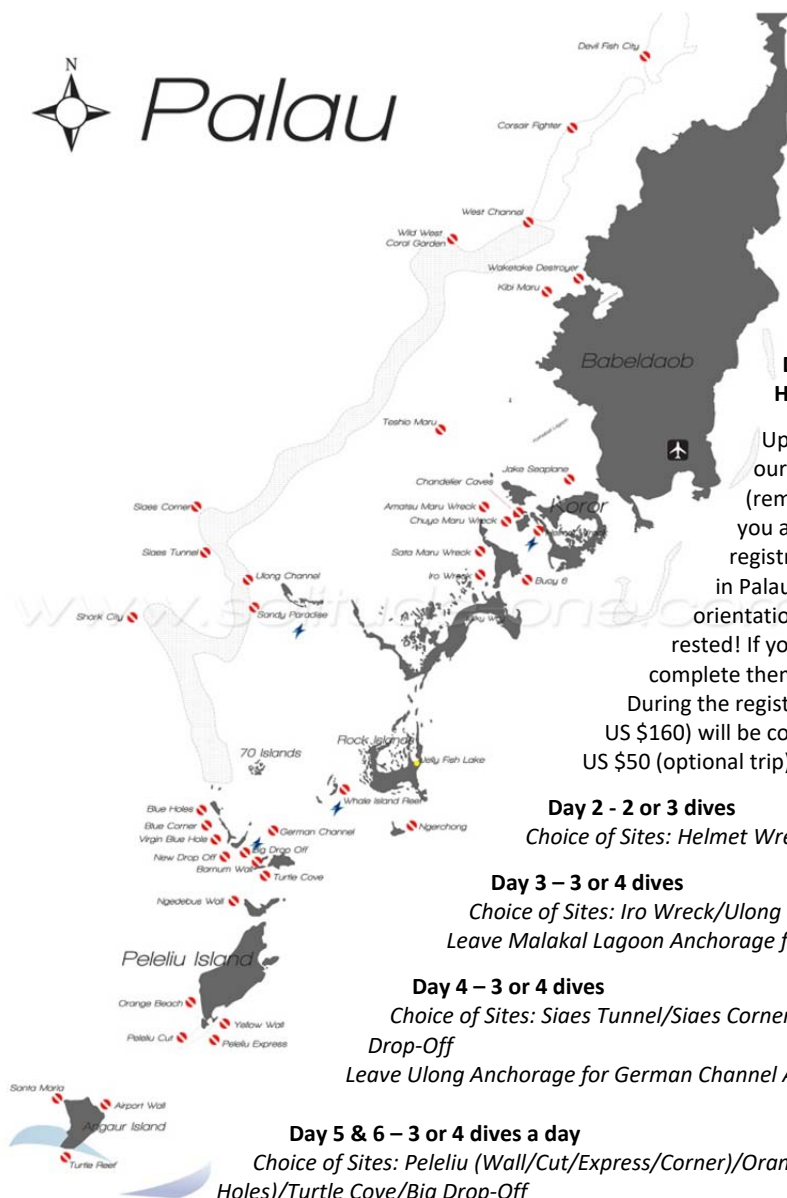 N
Palau
Devil Fish City
Corsair Fighter
West Channel
Wild West
Coral Garden
Waketake Destroyer
Kibi Maru
Babeldaob
Teshio Maru
Jake Seaplane
Chandelier Caves
Koror
Amatsu Maru Wreck
Chuyo Maru Wreck
Helmet Wreck
Siaes Corner
Siaes Tunnel
Sata Maru Wreck
Iro Wreck
Buoy 6
Ulong Channel
Sandy Paradise
Shark City
Rock Islands
70 Islands
Jelly Fish Lake
Whale Island Reef
Ngerchong
Blue Holes
Blue Corner
Virgin Blue Hole
German Channel
New Drop Off
Big Drop Off
Barnum Wall
Turtle Cove
Ngedebus Wall
Peleliu Island
Orange Beach
Yellow Wall
Peleliu Cut
Peleliu Express
Santa Maria
Airport Wall
Angaur Island
Turtle Reef
H
Up
our
(rem
you a
registr
in Palau
orientatio
rested! If yo
complete then
During the regist
US $160) will be co
US $50 (optional trip)
Day 2 - 2 or 3 dives
Choice of Sites: Helmet Wre
Day 3 – 3 or 4 dives
Choice of Sites: Iro Wreck/Ulong
Leave Malakal Lagoon Anchorage f
Day 4 – 3 or 4 dives
Choice of Sites: Siaes Tunnel/Siaes Corner
Drop-Off
Leave Ulong Anchorage for German Channel A
Day 5 & 6 – 3 or 4 dives a day
Choice of Sites: Peleliu (Wall/Cut/Express/Corner)/Oran
Holes)/Turtle Cove/Big Drop-Off